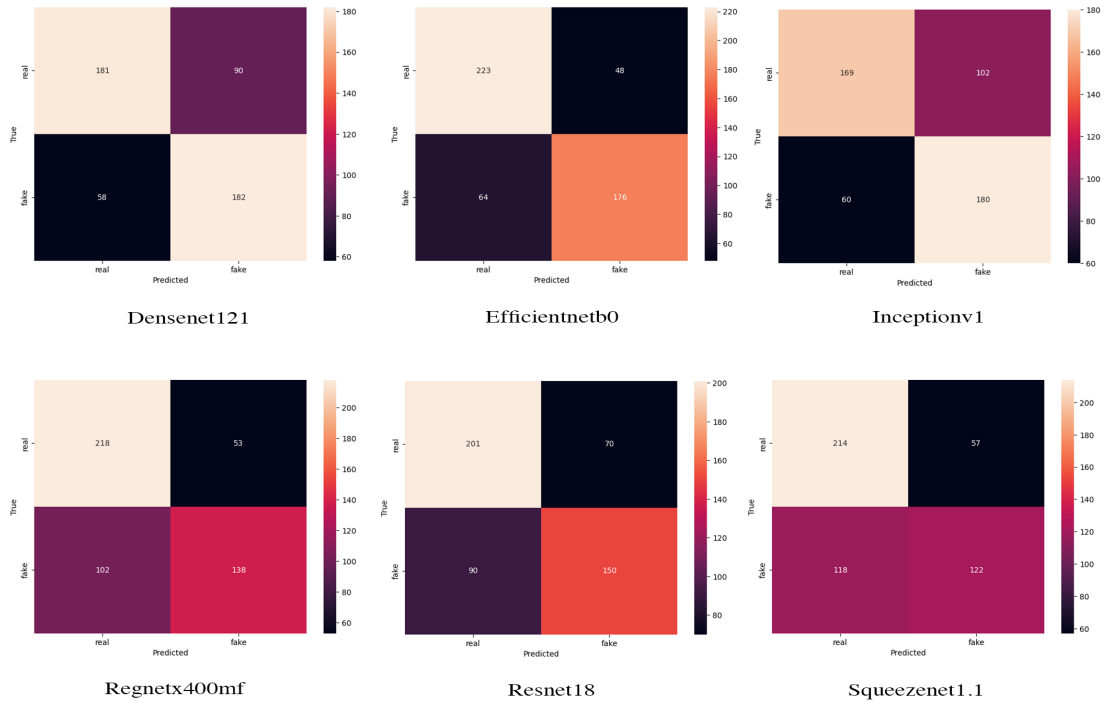 180
160
140
120
100
80
60
real
fake
True
181
90
58
182
real
fake
Predicted
Densenet121
220
200
180
160
140
120
100
80
60
real
fake
True
223
48
64
176
real
fake
Predicted
Efficientnetb0
180
160
140
120
100
80
60
real
fake
True
169
102
60
180
real
fake
Predicted
Inceptionv1
200
180
160
140
120
100
80
60
real
fake
True
218
53
102
138
real
fake
Predicted
Regnetx400mf
200
180
160
140
120
100
80
real
fake
True
201
70
90
150
real
fake
Predicted
Resnet18
200
180
160
140
120
100
80
60
real
fake
True
214
57
118
122
real
fake
Predicted
Squeezenet1.1